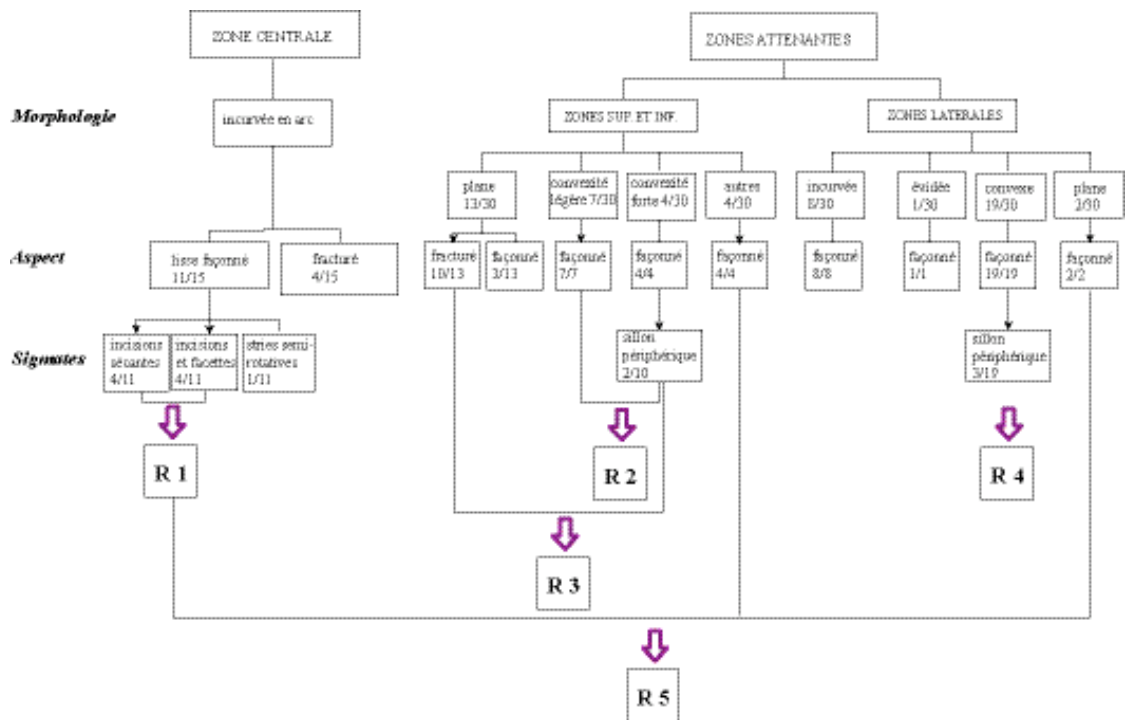 ZONE CENTRALE
ZONES ATTENANTES
Morphologie
incurvée en arc
ZONES SUP. ET INF.
ZONES LATERALES
plane
13/30
convexité
légère 7/30
convexité
forte 4/30
autres
4/30
incurvée
8/30
évidée
1/30
convexe
19/30
plane
2/30
Aspect
lisse façonné
11/15
fracturé
4/15
fracturé
10/13
façonné
3/13
façonné
7/7
façonné
4/4
façonné
4/4
façonné
8/8
façonné
1/1
façonné
19/19
façonné
2/2
Sigmates
incisions
sécantes
4/11
incisions
et facettes
4/11
stries semi-
rotatives
1/11
sillon
périphérique
2/10
sillon
périphérique
3/19
R 1
R 2
R 4
R 3
R 5